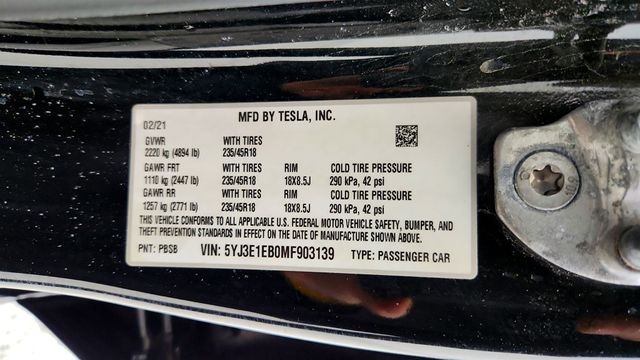 MFD BY TESLA, INC.
02/21
GVWR WITH TIRES
2220 kg (4894 lb) 235/45R18
GAWR FRT WITH TIRES RIM COLD TIRE PRESSURE
1110 kg (2447 lb) 235/45R18 18X8.5J 290 kPa, 42 psi
GAWR RR WITH TIRES RIM COLD TIRE PRESSURE
1257 kg (2771 lb) 235/45R18 18X8.5J 290 kPa, 42 psi
THIS VEHICLE CONFORMS TO ALL APPLICABLE U.S. FEDERAL MOTOR VEHICLE SAFETY, BUMPER, AND
THEFT PREVENTION STANDARDS IN EFFECT ON THE DATE OF MANUFACTURE SHOWN ABOVE.
PNT: PBSB VIN: 5YJ3E1EB0MF903139 TYPE: PASSENGER CAR